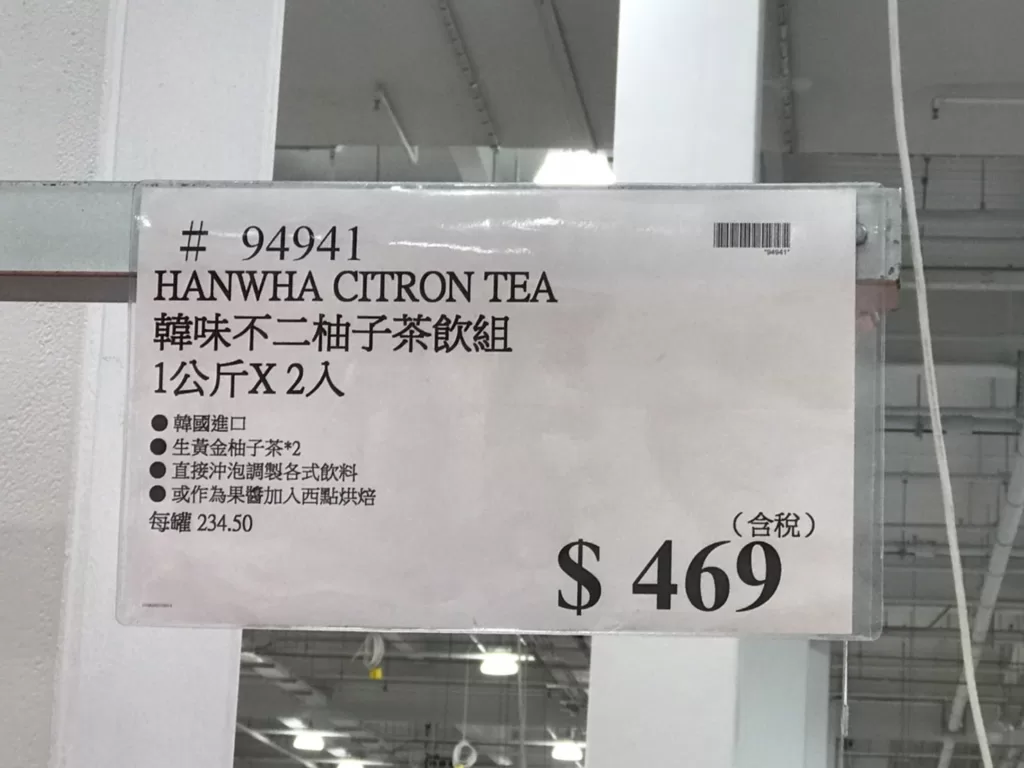 # 94941
*94941*
HANWHA CITRON TEA
韓味不二柚子茶飲組
1公斤X 2入
● 韓國進口
● 生黃金柚子茶*2
● 直接沖泡調製各式飲料
● 或作為果醬加入西點烘焙
每罐 234.50
（含稅）
$ 469